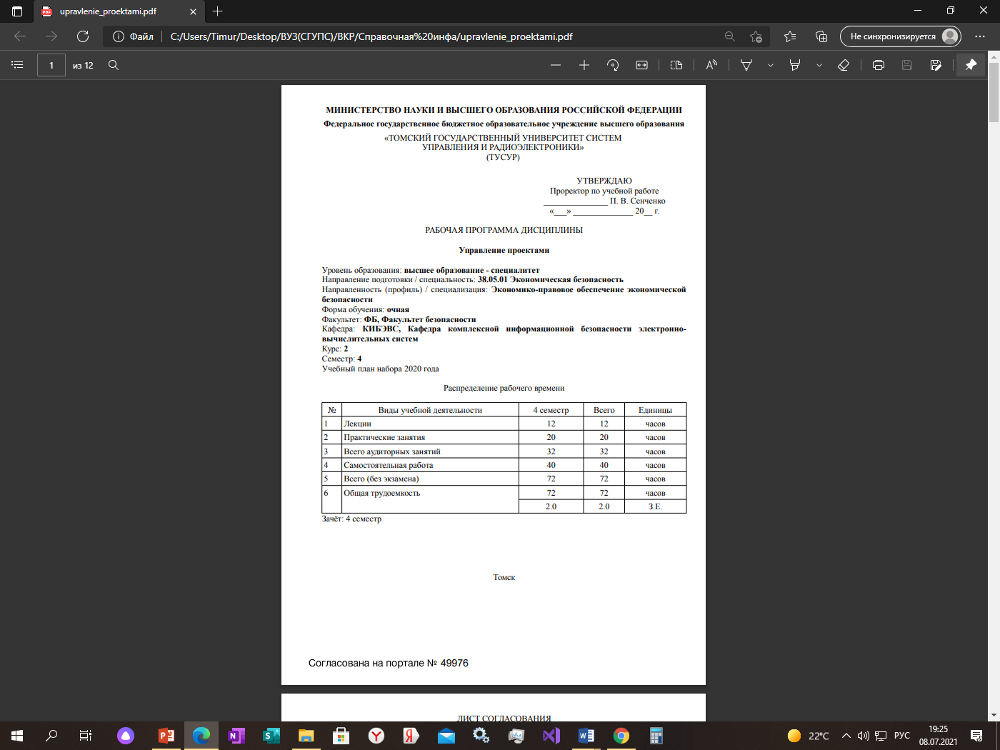 upravlenie_proektami.pdf
Файл
C:/Users/Timur/Desktop/ВУЗ(СГУПС)/ВКР/Справочная%20инфа/upravlenie_proektami.pdf
Не синхронизируется
1 из 12
МИНИСТЕРСТВО НАУКИ И ВЫСШЕГО ОБРАЗОВАНИЯ РОССИЙСКОЙ ФЕДЕРАЦИИ
Федеральное государственное бюджетное образовательное учреждение высшего образования
«ТОМСКИЙ ГОСУДАРСТВЕННЫЙ УНИВЕРСИТЕТ СИСТЕМ
УПРАВЛЕНИЯ И РАДИОЭЛЕКТРОНИКИ»
(ТУСУР)
УТВЕРЖДАЮ
Проректор по учебной работе
_______________ П. В. Сенченко
«___» ______________ 20__ г.
РАБОЧАЯ ПРОГРАММА ДИСЦИПЛИНЫ
Управление проектами
Уровень образования: высшее образование - специалитет
Направление подготовки / специальность: 38.05.01 Экономическая безопасность
Направленность (профиль) / специализация: Экономико-правовое обеспечение экономической
безопасности
Форма обучения: очная
Факультет: ФБ, Факультет безопасности
Кафедра: КИБЭВС, Кафедра комплексной информационной безопасности электронно-
вычислительных систем
Курс: 2
Семестр: 4
Учебный план набора 2020 года
Распределение рабочего времени
№ Виды учебной деятельности 4 семестр Всего Единицы
1 Лекции 12 12 часов
2 Практические занятия 20 20 часов
3 Всего аудиторных занятий 32 32 часов
4 Самостоятельная работа 40 40 часов
5 Всего (без экзамена) 72 72 часов
6 Общая трудоемкость 72 72 часов
2.0 2.0 З.Е.
Зачёт: 4 семестр
Томск
Согласована на портале № 49976
ЛИСТ СОГЛАСОВАНИЯ
22°C
РУС
19:25
08.07.2021